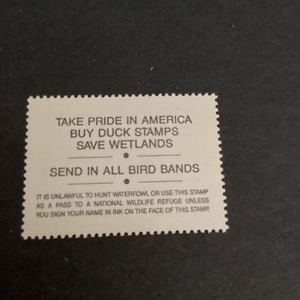 TAKE PRIDE IN AMERICA
BUY DUCK STAMPS
SAVE WETLANDS
SEND IN ALL BIRD BANDS
IT IS UNLAWFUL TO HUNT WATERFOWL OR USE THIS STAMP
AS A PASS TO A NATIONAL WILDLIFE REFUGE UNLESS
YOU SIGN YOUR NAME IN INK ON THE FACE OF THIS STAMP.